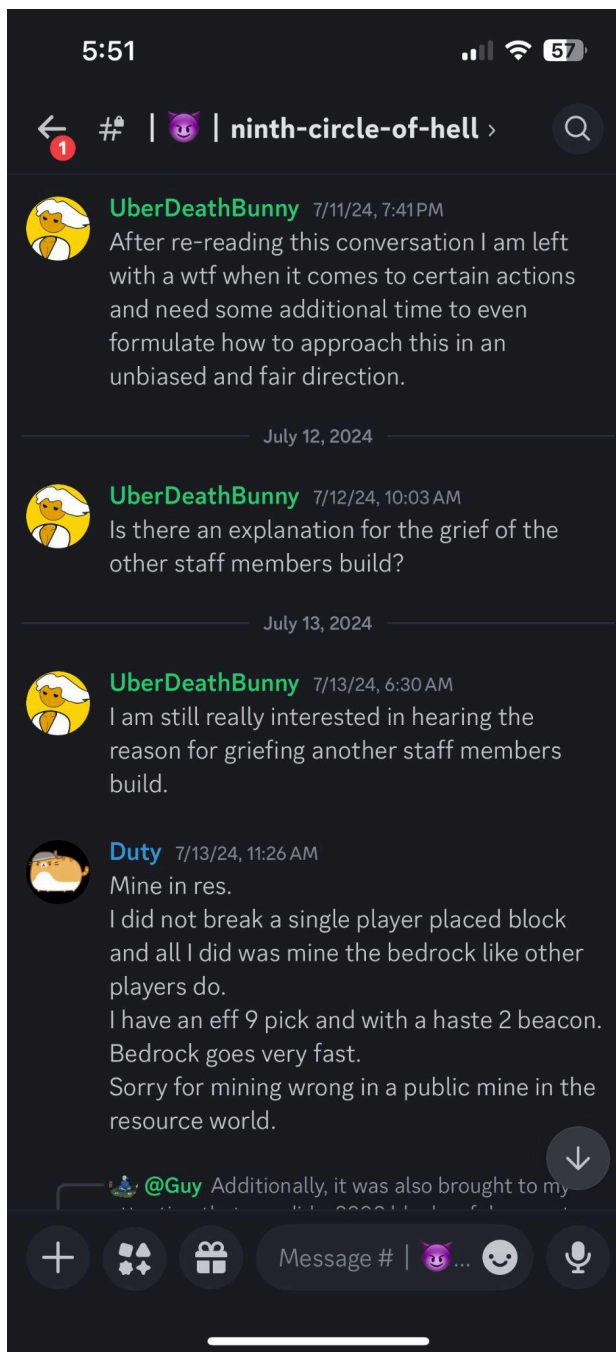 5:51
57
1
# | 😈 | ninth-circle-of-hell ›
UberDeathBunny 7/11/24, 7:41 PM
After re-reading this conversation I am left
with a wtf when it comes to certain actions
and need some additional time to even
formulate how to approach this in an
unbiased and fair direction.
July 12, 2024
UberDeathBunny 7/12/24, 10:03 AM
Is there an explanation for the grief of the
other staff members build?
July 13, 2024
UberDeathBunny 7/13/24, 6:30 AM
I am still really interested in hearing the
reason for griefing another staff members
build.
Duty 7/13/24, 11:26 AM
Mine in res.
I did not break a single player placed block
and all I did was mine the bedrock like other
players do.
I have an eff 9 pick and with a haste 2 beacon.
Bedrock goes very fast.
Sorry for mining wrong in a public mine in the
resource world.
@Guy Additionally, it was also brought to my
Message # | 😈...